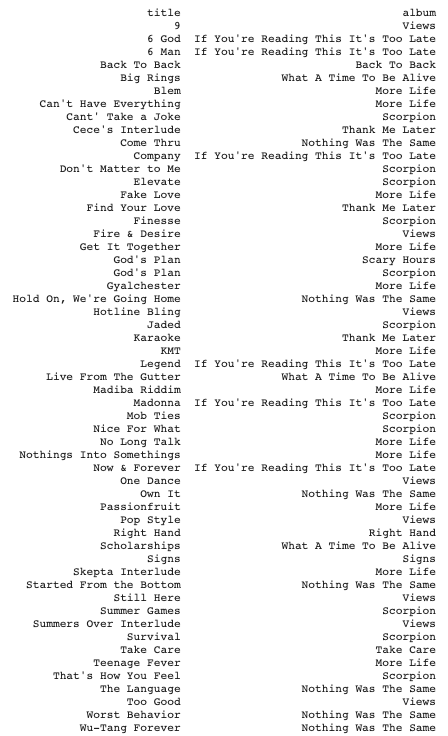 title album
9 Views
6 God If You're Reading This It's Too Late
6 Man If You're Reading This It's Too Late
Back To Back Back To Back
Big Rings What A Time To Be Alive
Blem More Life
Can't Have Everything More Life
Cant' Take a Joke Scorpion
Cece's Interlude Thank Me Later
Come Thru Nothing Was The Same
Company If You're Reading This It's Too Late
Don't Matter to Me Scorpion
Elevate Scorpion
Fake Love More Life
Find Your Love Thank Me Later
Finesse Scorpion
Fire & Desire Views
Get It Together More Life
God's Plan Scary Hours
God's Plan Scorpion
Gyalchester More Life
Hold On, We're Going Home Nothing Was The Same
Hotline Bling Views
Jaded Scorpion
Karaoke Thank Me Later
KMT More Life
Legend If You're Reading This It's Too Late
Live From The Gutter What A Time To Be Alive
Madiba Riddim More Life
Madonna If You're Reading This It's Too Late
Mob Ties Scorpion
Nice For What Scorpion
No Long Talk More Life
Nothings Into Somethings More Life
Now & Forever If You're Reading This It's Too Late
One Dance Views
Own It Nothing Was The Same
Passionfruit More Life
Pop Style Views
Right Hand Right Hand
Scholarships What A Time To Be Alive
Signs Signs
Skepta Interlude More Life
Started From the Bottom Nothing Was The Same
Still Here Views
Summer Games Scorpion
Summers Over Interlude Views
Survival Scorpion
Take Care Take Care
Teenage Fever More Life
That's How You Feel Scorpion
The Language Nothing Was The Same
Too Good Views
Worst Behavior Nothing Was The Same
Wu-Tang Forever Nothing Was The Same